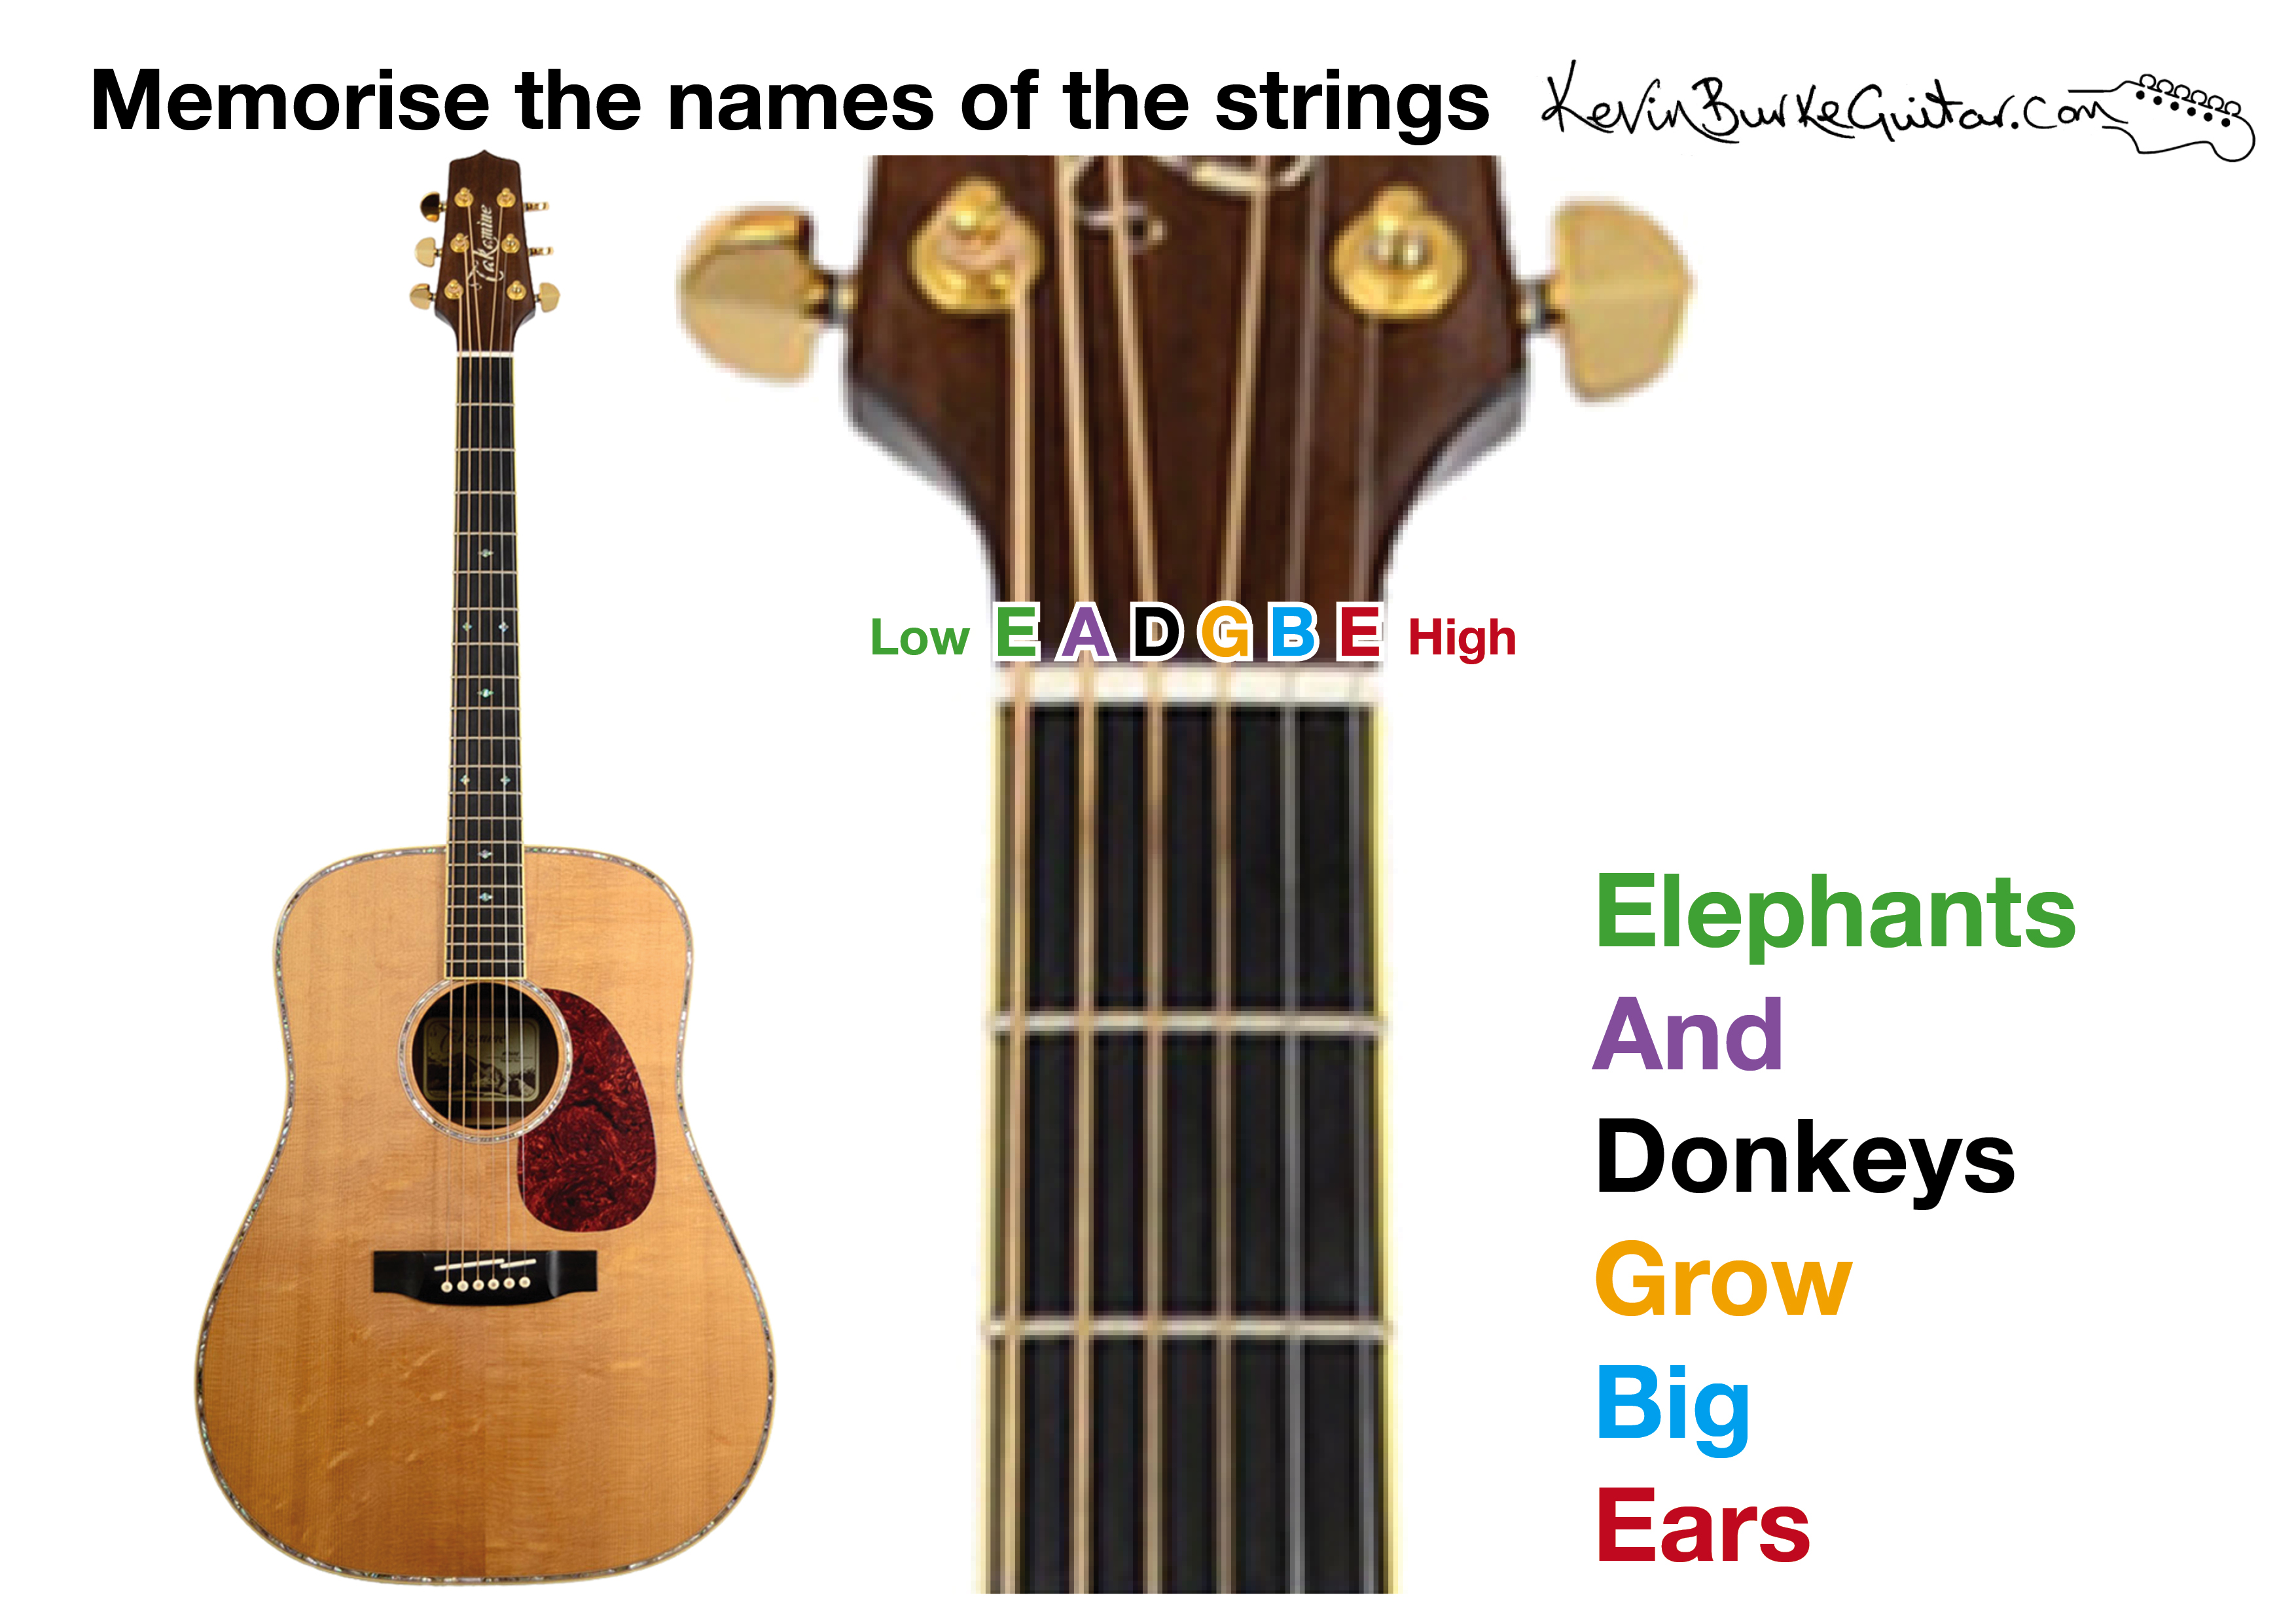 Memorise the names of the strings
KevinBurkeGuitar.com
Takamine
Low E A D G B E High
Elephants
And
Donkeys
Grow
Big
Ears